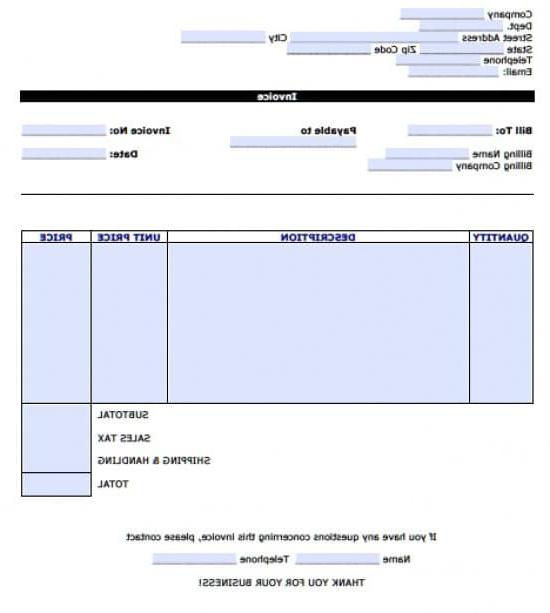 Company
Dept.
Street Address City
State Zip Code
Telephone
Email:
Invoice
Bill To: Payable to Invoice No:
Billing Name Date:
Billing Company
QUANTITY DESCRIPTION UNIT PRICE PRICE
SUBTOTAL
SALES TAX
SHIPPING & HANDLING
TOTAL
If you have any questions concerning this invoice, please contact
Name Telephone
THANK YOU FOR YOUR BUSINESS!